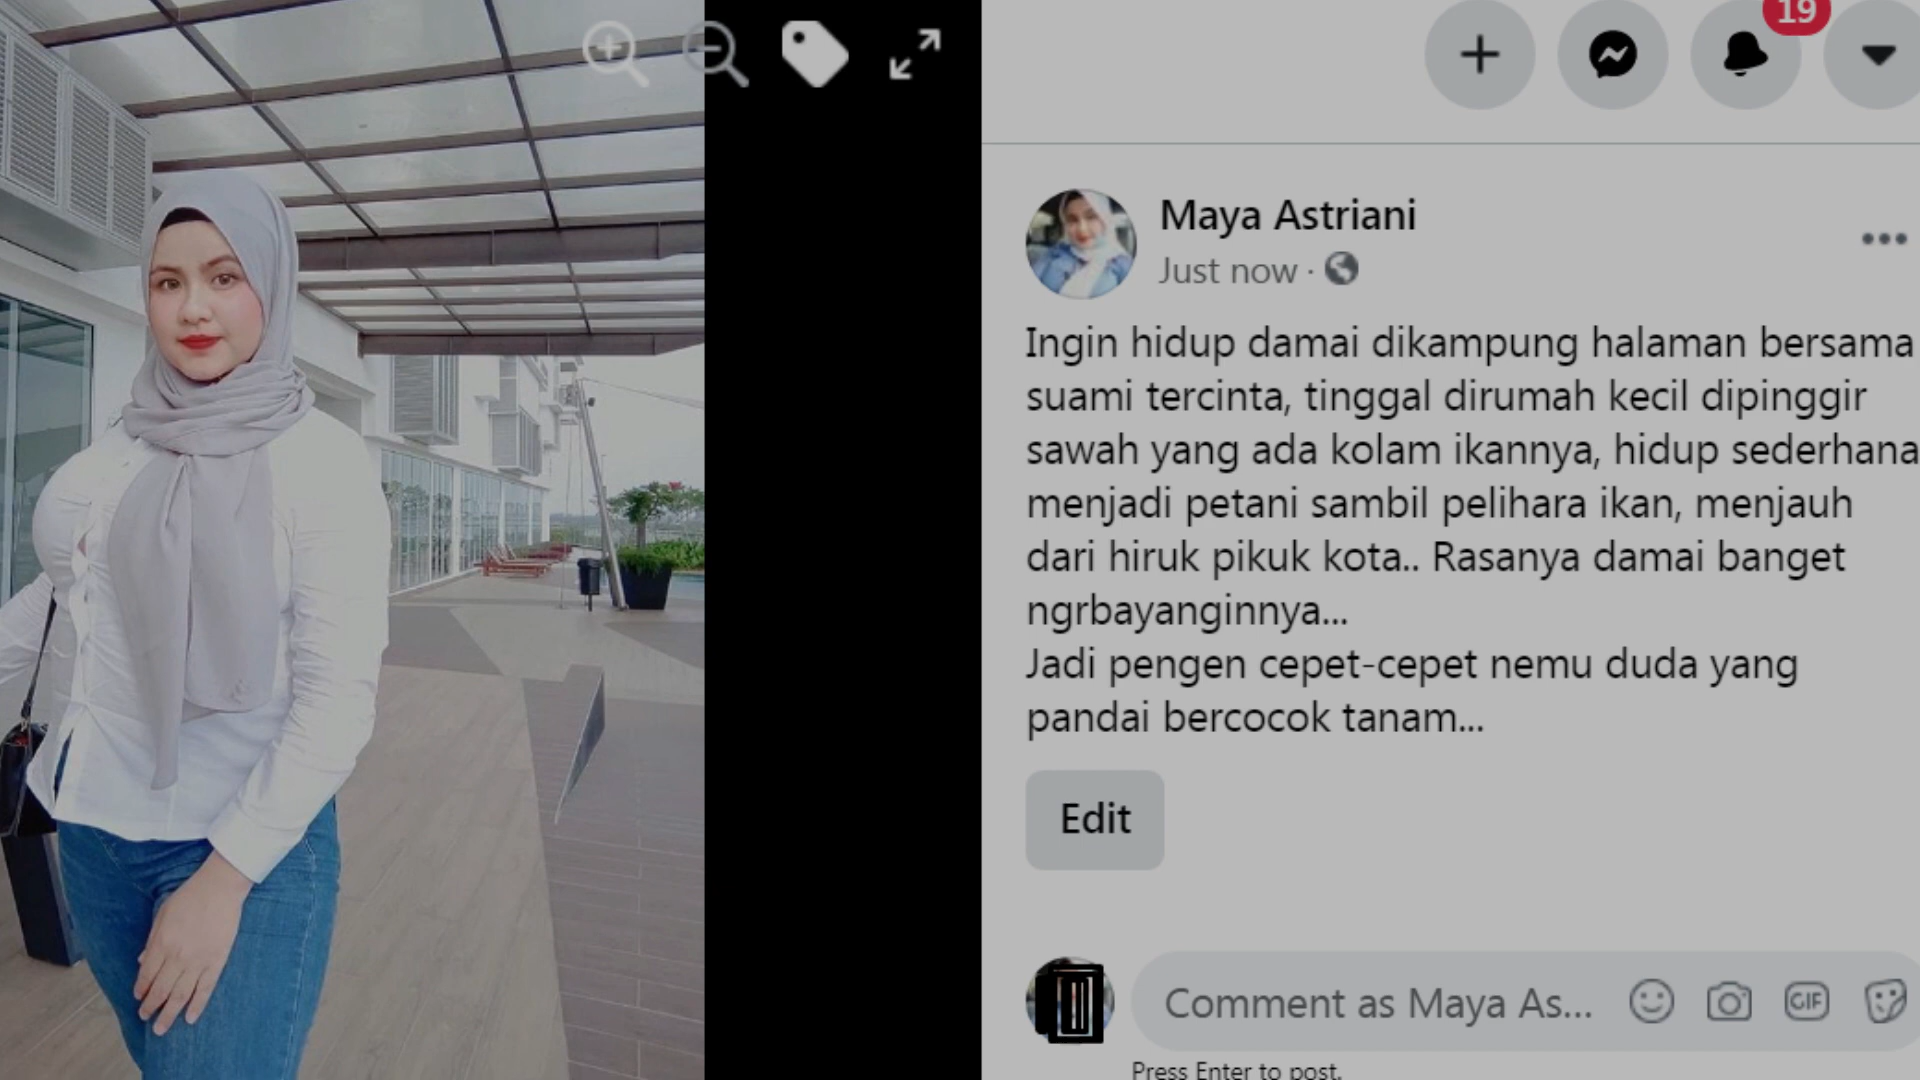 19
Maya Astriani
Just now ·
Ingin hidup damai dikampung halaman bersama
suami tercinta, tinggal dirumah kecil dipinggir
sawah yang ada kolam ikannya, hidup sederhana
menjadi petani sambil pelihara ikan, menjauh
dari hiruk pikuk kota.. Rasanya damai banget
ngrbayanginnya...
Jadi pengen cepet-cepet nemu duda yang
pandai bercocok tanam...
Edit
Comment as Maya As...
GIF
Press Enter to post.